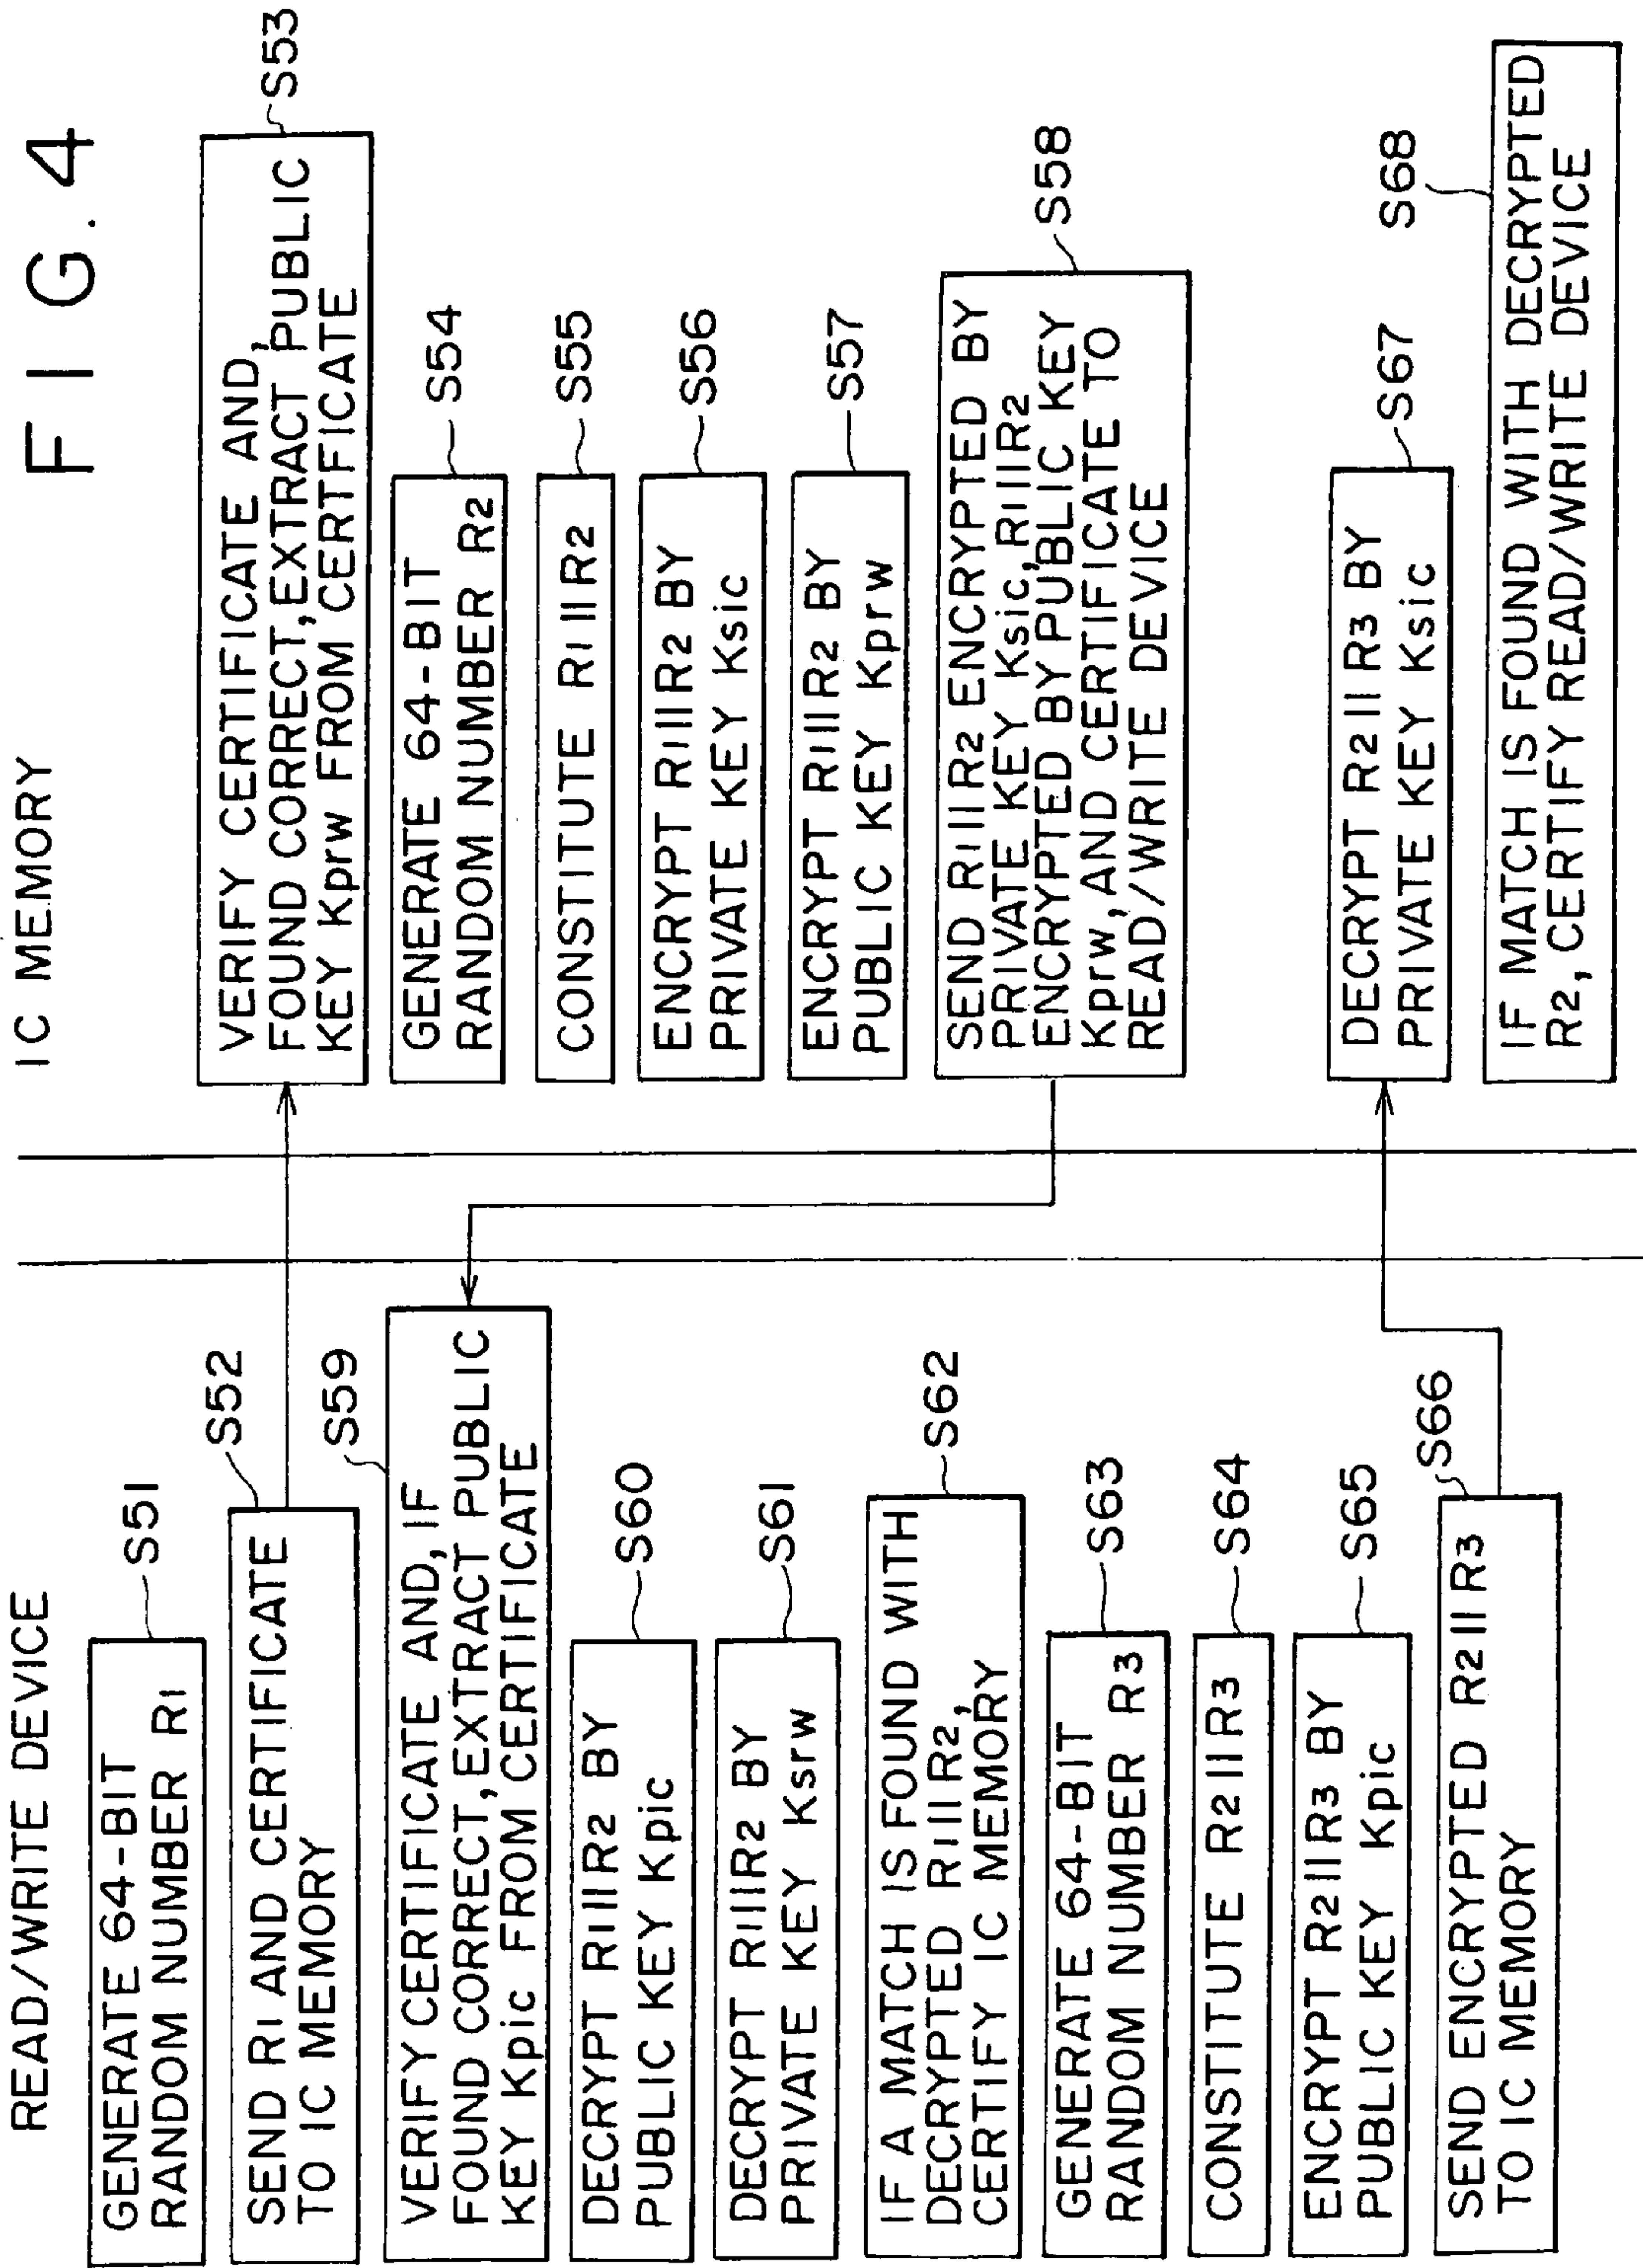 FIG. 4
READ/WRITE DEVICE
GENERATE 64-BIT
RANDOM NUMBER R1
S51
SEND R1 AND CERTIFICATE
TO IC MEMORY
S52
VERIFY CERTIFICATE AND, IF
FOUND CORRECT, EXTRACT PUBLIC
KEY Kpic FROM CERTIFICATE
S59
DECRYPT R1||R2 BY
PUBLIC KEY Kpic
S60
DECRYPT R1||R2 BY
PRIVATE KEY Ksrw
S61
IF A MATCH IS FOUND WITH
DECRYPTED R1||R2,
CERTIFY IC MEMORY
S62
GENERATE 64-BIT
RANDOM NUMBER R3
S63
CONSTITUTE R2||R3
S64
ENCRYPT R2||R3 BY
PUBLIC KEY Kpic
S65
SEND ENCRYPTED R2||R3
TO IC MEMORY
S66
IC MEMORY
VERIFY CERTIFICATE AND,
FOUND CORRECT, EXTRACT PUBLIC
KEY Kprw FROM CERTIFICATE
S53
GENERATE 64-BIT
RANDOM NUMBER R2
S54
CONSTITUTE R1||R2
S55
ENCRYPT R1||R2 BY
PRIVATE KEY Ksic
S56
ENCRYPT R1||R2 BY
PUBLIC KEY Kprw
S57
SEND R1||R2 ENCRYPTED BY
PRIVATE KEY Ksic, R1||R2
ENCRYPTED BY PUBLIC KEY
Kprw, AND CERTIFICATE TO
READ/WRITE DEVICE
S58
DECRYPT R2||R3 BY
PRIVATE KEY Ksic
S67
IF MATCH IS FOUND WITH DECRYPTED
R2, CERTIFY READ/WRITE DEVICE
S68